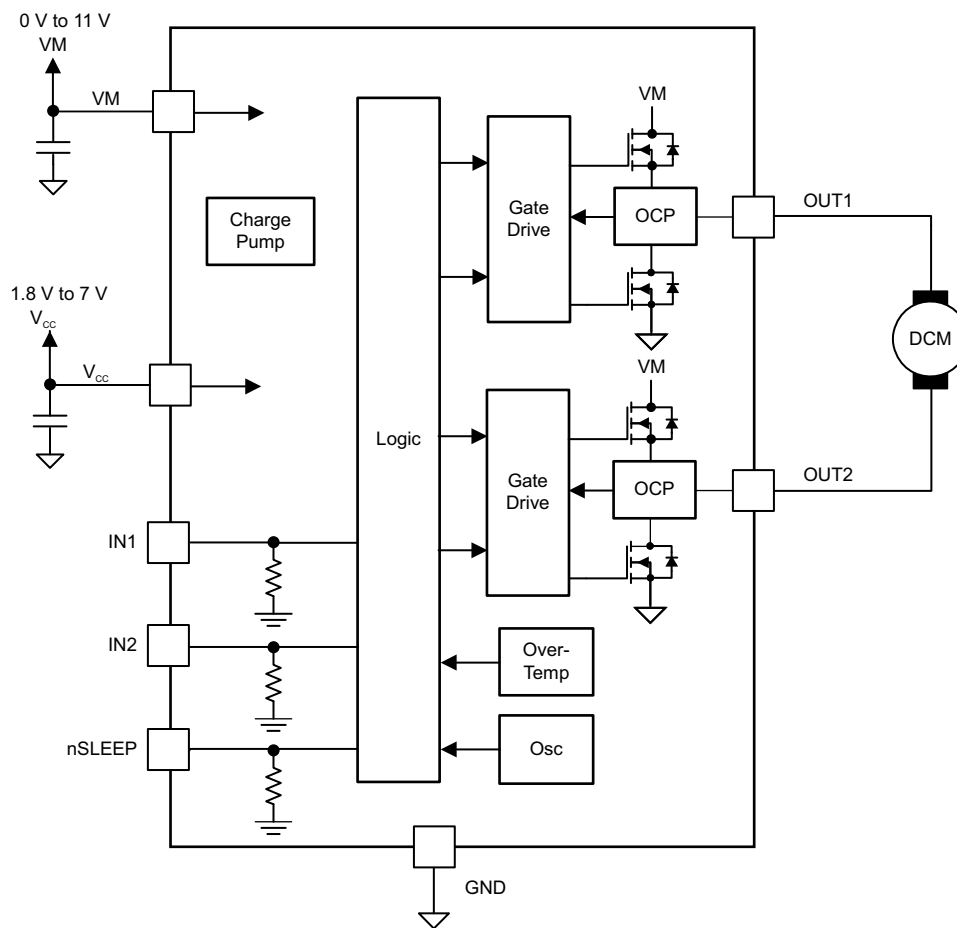 0 V to 11 V
VM
VM
Charge
Pump
1.8 V to 7 V
VCC
VCC
IN1
IN2
nSLEEP
Logic
Gate
Drive
VM
OCP
OUT1
DCM
VM
Gate
Drive
OCP
OUT2
Over-
Temp
Osc
GND